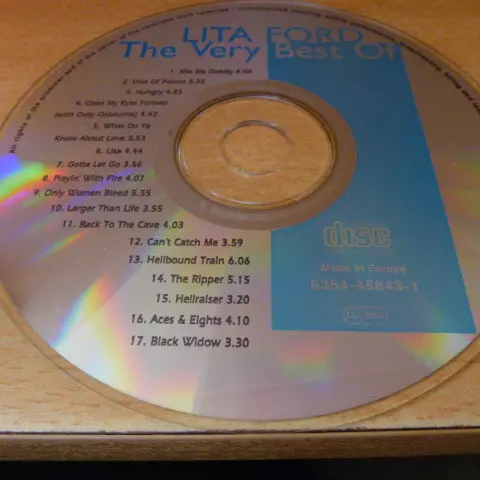 LITA FORD
The Very Best Of
1. Kiss Me Deadly 4.00
2. Shot Of Poison 3.32
3. Hungry 4.55
4. Close My Eyes Forever
(with Ozzy Osbourne) 4.42
5. What Do Ya
Know About Love 3.53
6. Lisa 4.44
7. Gotta Let Go 3.56
8. Playin' With Fire 4.07
9. Only Women Bleed 5.55
10. Larger Than Life 3.55
11. Back To The Cave 4.03
12. Can't Catch Me 3.59
13. Hellbound Train 6.06
14. The Ripper 5.15
15. Hellraiser 3.20
16. Aces & Eights 4.10
17. Black Widow 3.30
disc
Made in Europe
6354-45843-1